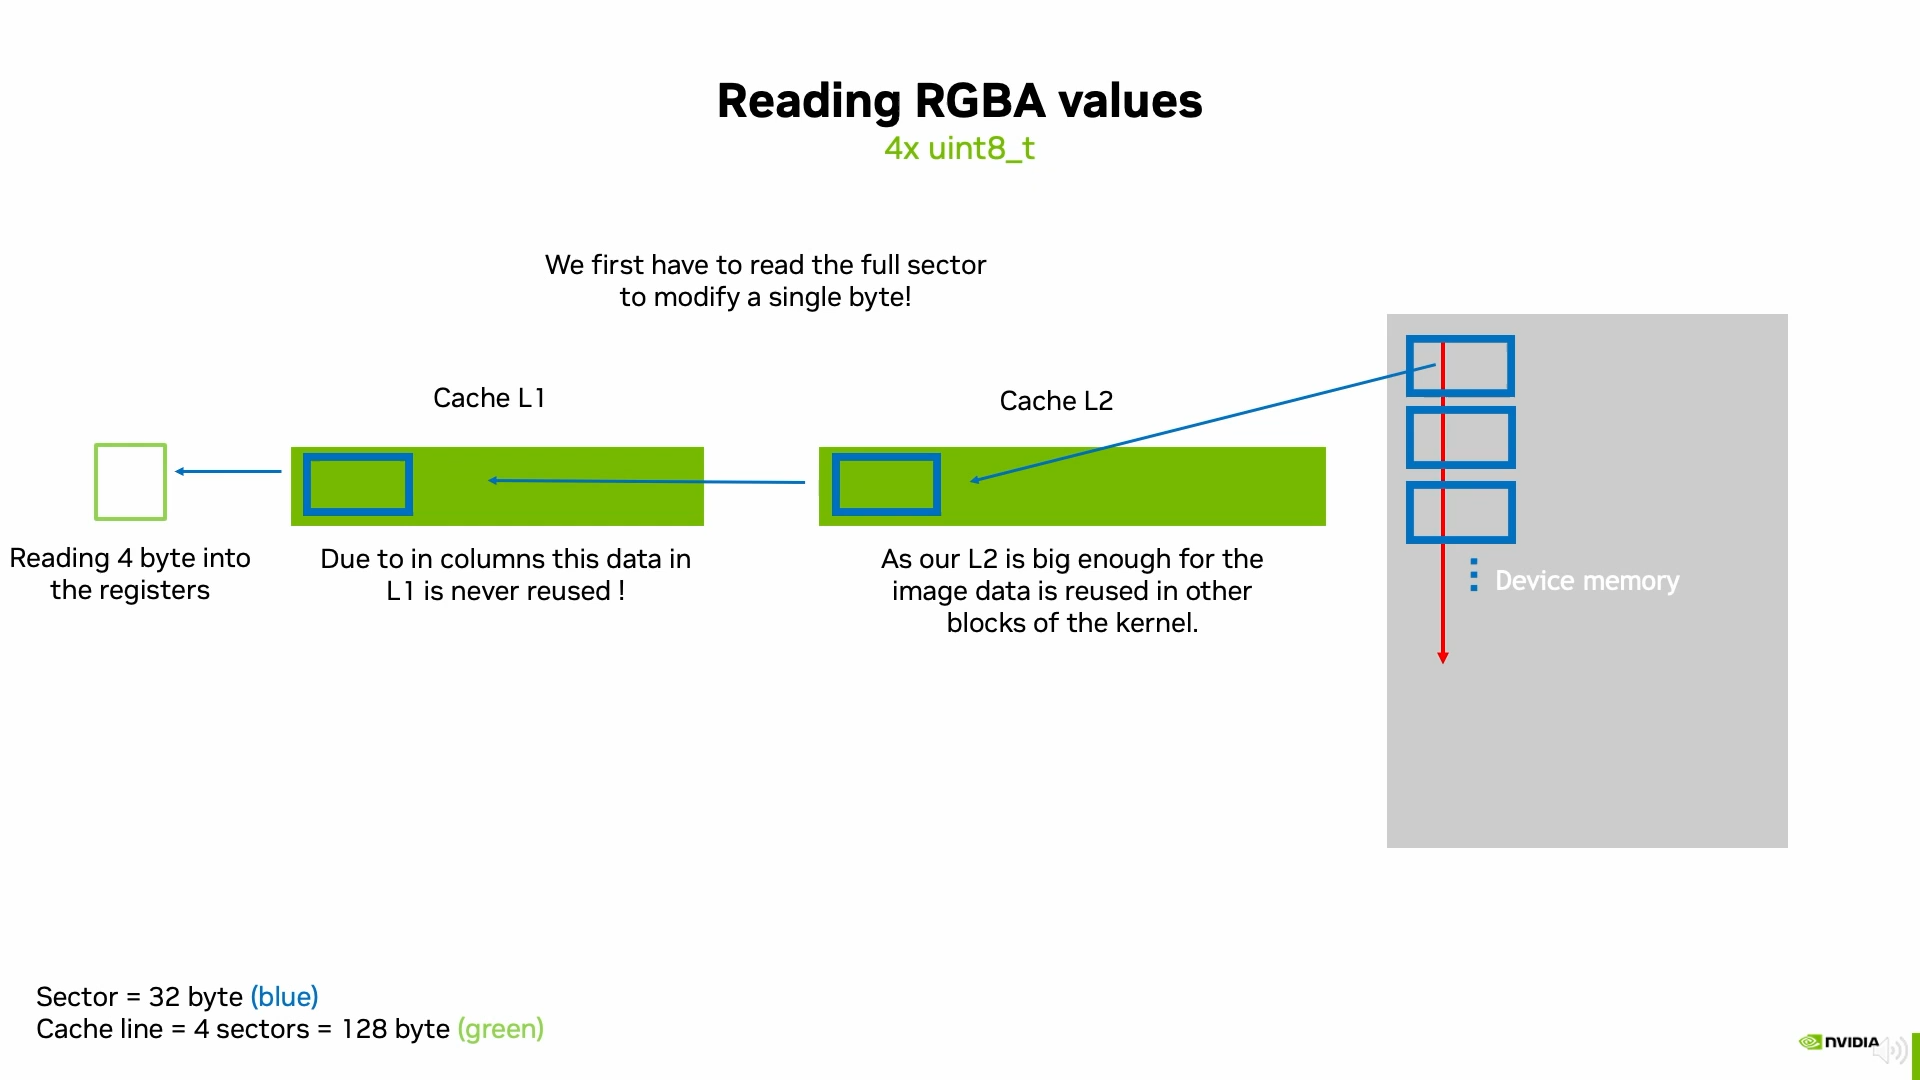 Reading RGBA values
4x uint8_t
We first have to read the full sector
to modify a single byte!
Cache L1
Cache L2
Reading 4 byte into
the registers
Due to in columns this data in
L1 is never reused !
As our L2 is big enough for the
image data is reused in other
blocks of the kernel.
Device memory
Sector = 32 byte (blue)
Cache line = 4 sectors = 128 byte (green)
NVIDIA